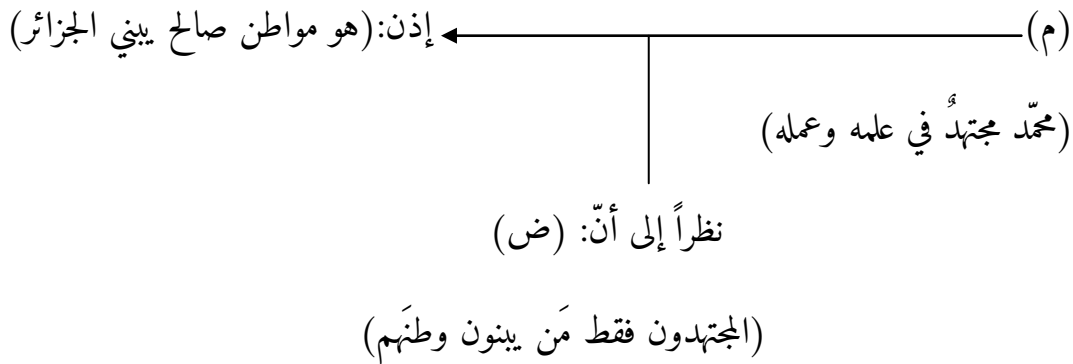 (م) إذن:(هو مواطن صالح يبني الجزائر)
(محمّد مجتهدٌ في علمه وعمله)
نظراً إلى أنّ: (ض)
(المجتهدون فقط مَن يبنون وطنَهم)